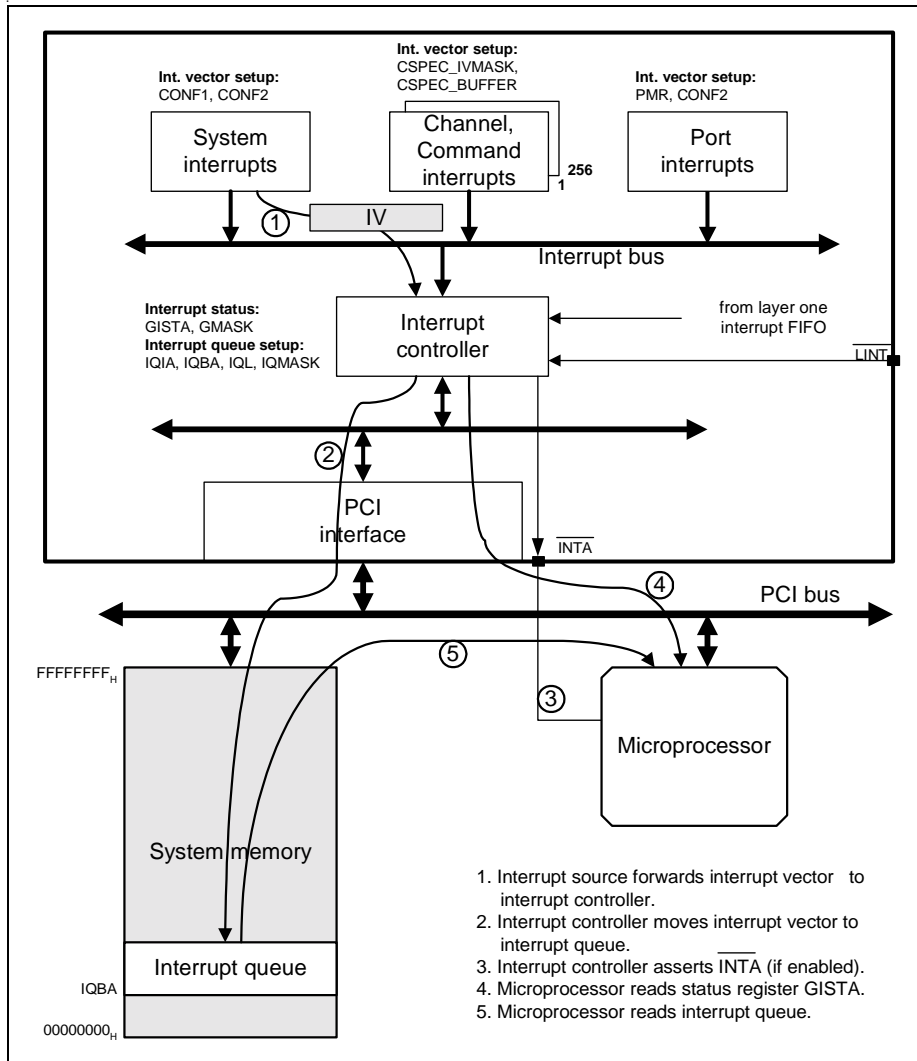 Int. vector setup:
CONF1, CONF2
System
interrupts
Int. vector setup:
CSPEC_IVMASK,
CSPEC_BUFFER
Channel,
Command
interrupts
256
1
Int. vector setup:
PMR, CONF2
Port
interrupts
1
IV
Interrupt bus
Interrupt status:
GISTA, GMASK
Interrupt queue setup:
IQIA, IQBA, IQL, IQMASK
Interrupt
controller
from layer one
interrupt FIFO
LINT
2
PCI
interface
INTA
4
PCI bus
5
FFFFFFFFH
3
Microprocessor
System memory
Interrupt queue
IQBA
00000000H
1. Interrupt source forwards interrupt vector to
interrupt controller.
2. Interrupt controller moves interrupt vector to
interrupt queue.
3. Interrupt controller asserts INTA (if enabled).
4. Microprocessor reads status register GISTA.
5. Microprocessor reads interrupt queue.